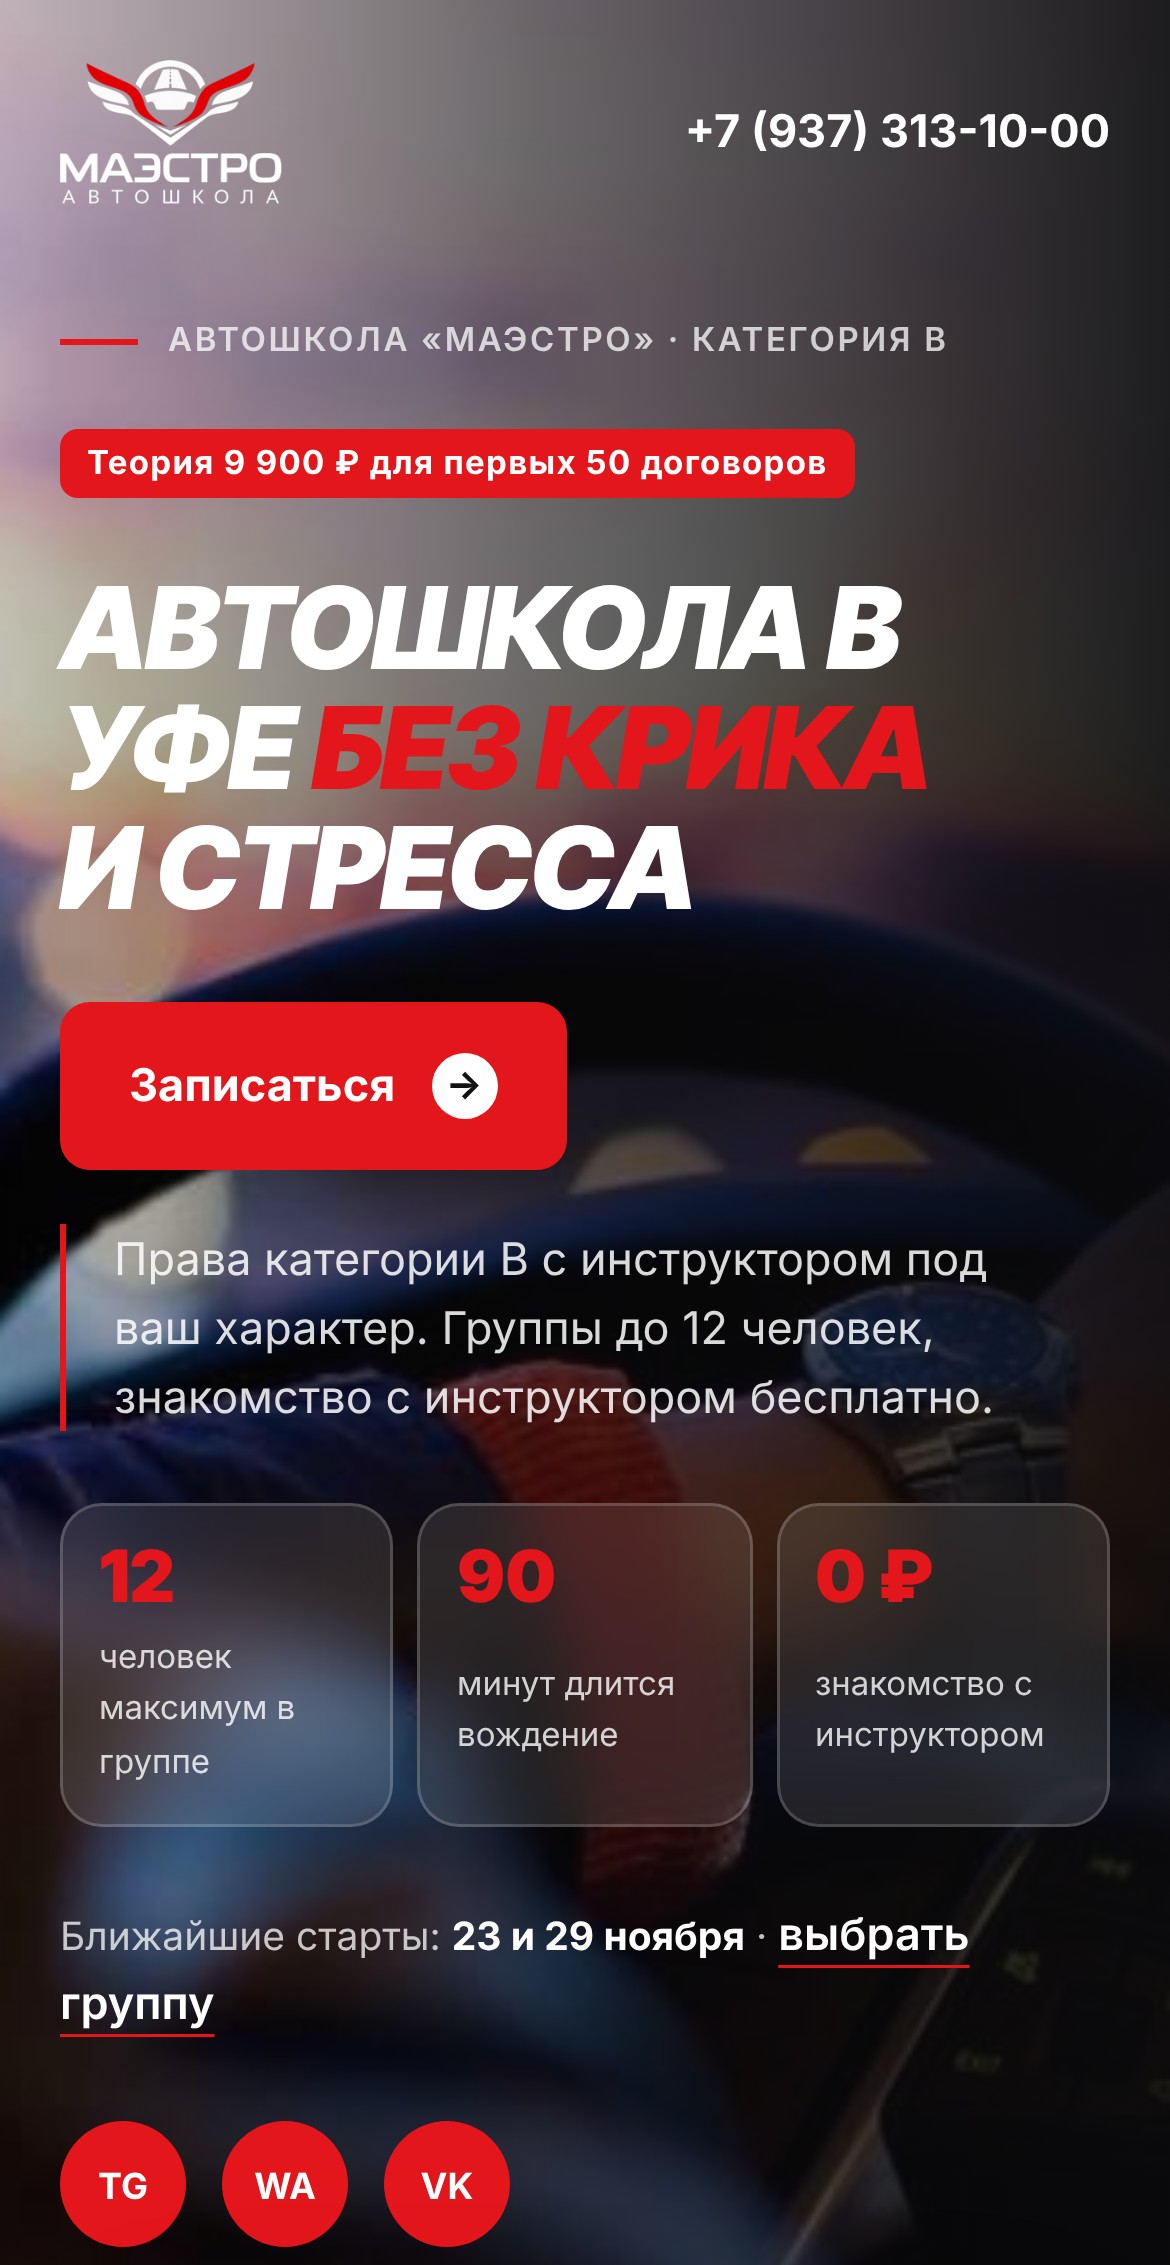 МАЭСТРО
АВТОШКОЛА
+7 (937) 313-10-00
АВТОШКОЛА «МАЭСТРО» · КАТЕГОРИЯ В
Теория 9 900 ₽ для первых 50 договоров
АВТОШКОЛА В
УФЕ БЕЗ КРИКА
И СТРЕССА
Записаться
Права категории В с инструктором под
ваш характер. Группы до 12 человек,
знакомство с инструктором бесплатно.
12
человек
максимум в
группе
90
минут длится
вождение
0 ₽
знакомство с
инструктором
Ближайшие старты: 23 и 29 ноября · выбрать
группу
EXIT
TG WA VK